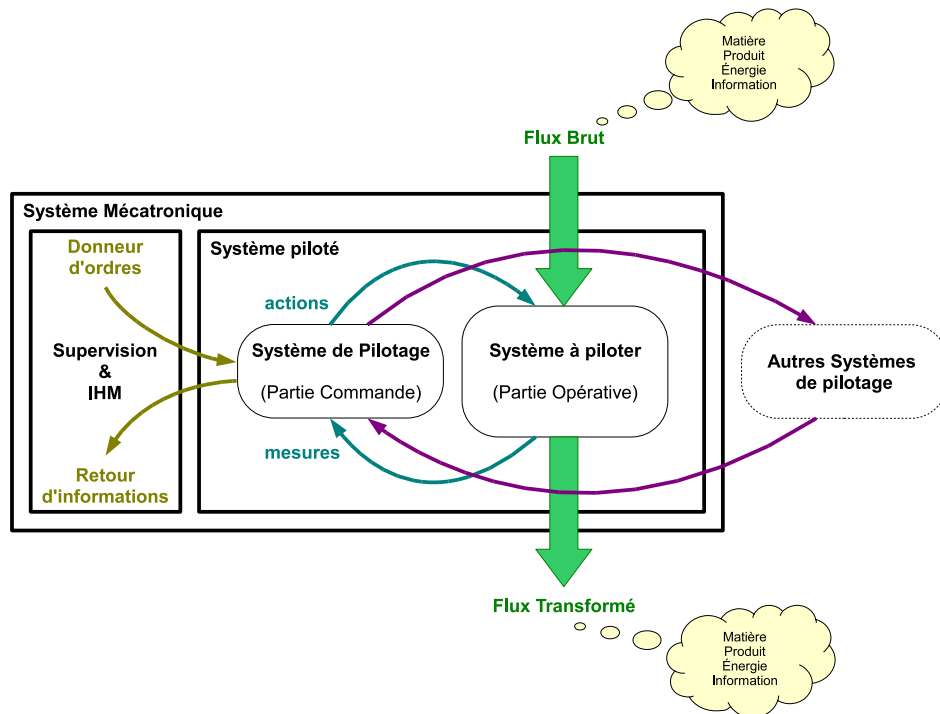 Matière
Produit
Énergie
Information
Flux Brut
Système Mécatronique
Donneur
d'ordres
Système piloté
actions
Supervision
&
IHM
Système de Pilotage
(Partie Commande)
Système à piloter
(Partie Opérative)
Autres Systèmes
de pilotage
mesures
Retour
d'informations
Flux Transformé
Matière
Produit
Énergie
Information